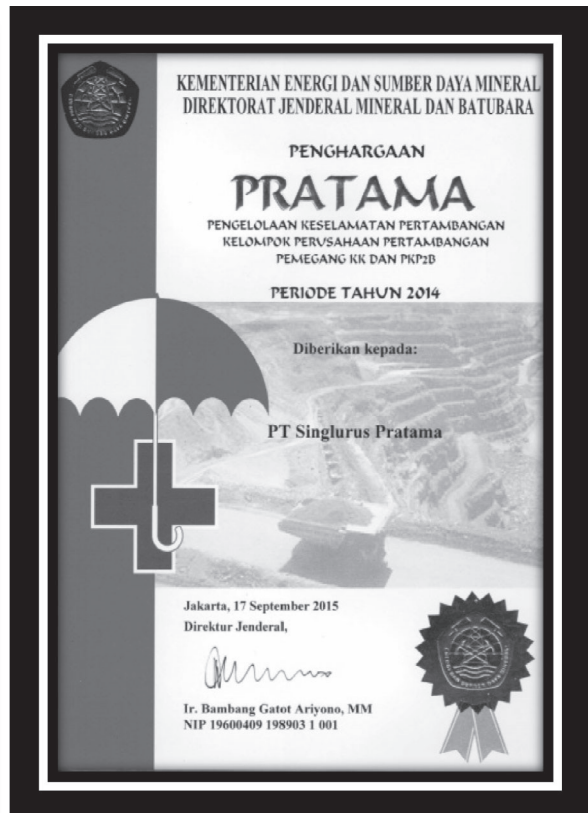 KEMENTERIAN ENERGI DAN SUMBER DAYA MINERAL
DIREKTORAT JENDERAL MINERAL DAN BATUBARA
PENGHARGAAN
PRATAMA
PENGELOLAAN KESELAMATAN PERTAMBANGAN
KELOMPOK PERUSAHAAN PERTAMBANGAN
PEMEGANG KK DAN PKP2B
PERIODE TAHUN 2014
Diberikan kepada:
PT Singlurus Pratama
Jakarta, 17 September 2015
Direktur Jenderal,
Ir. Bambang Gatot Ariyono, MM
NIP 19600409 198903 1 001